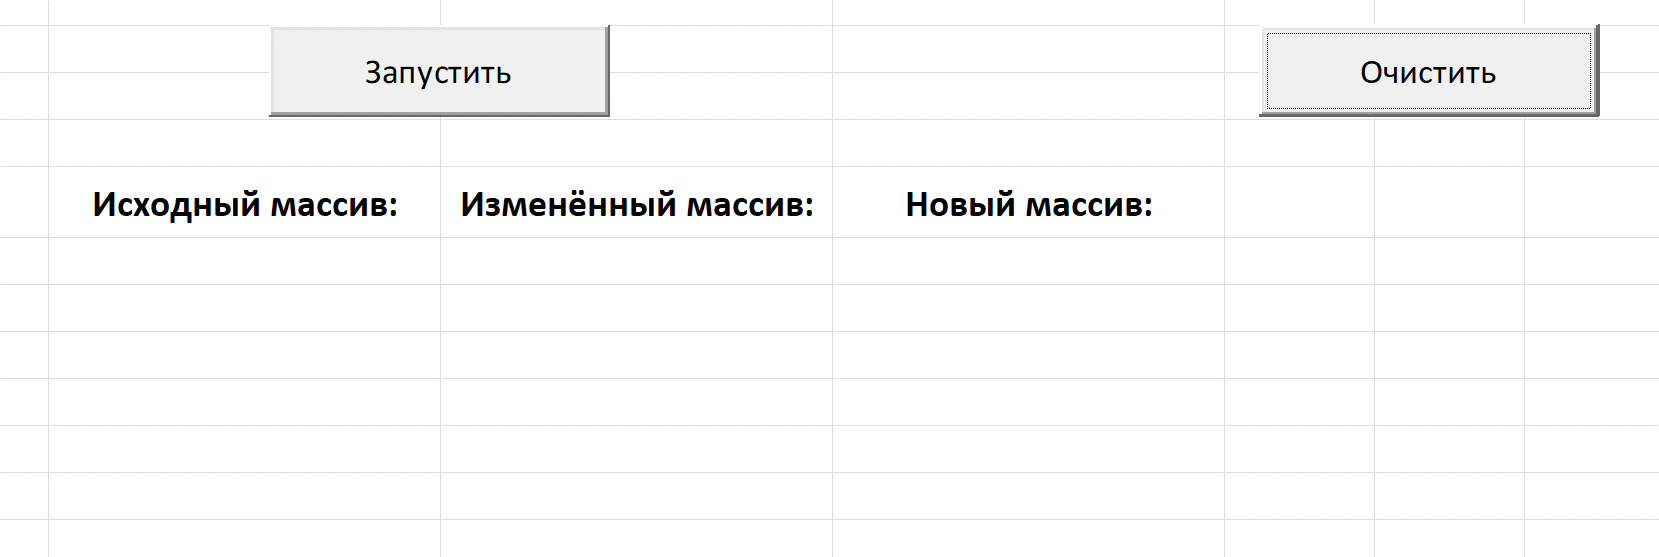 Запустить
Очистить
Исходный массив:
Изменённый массив:
Новый массив: